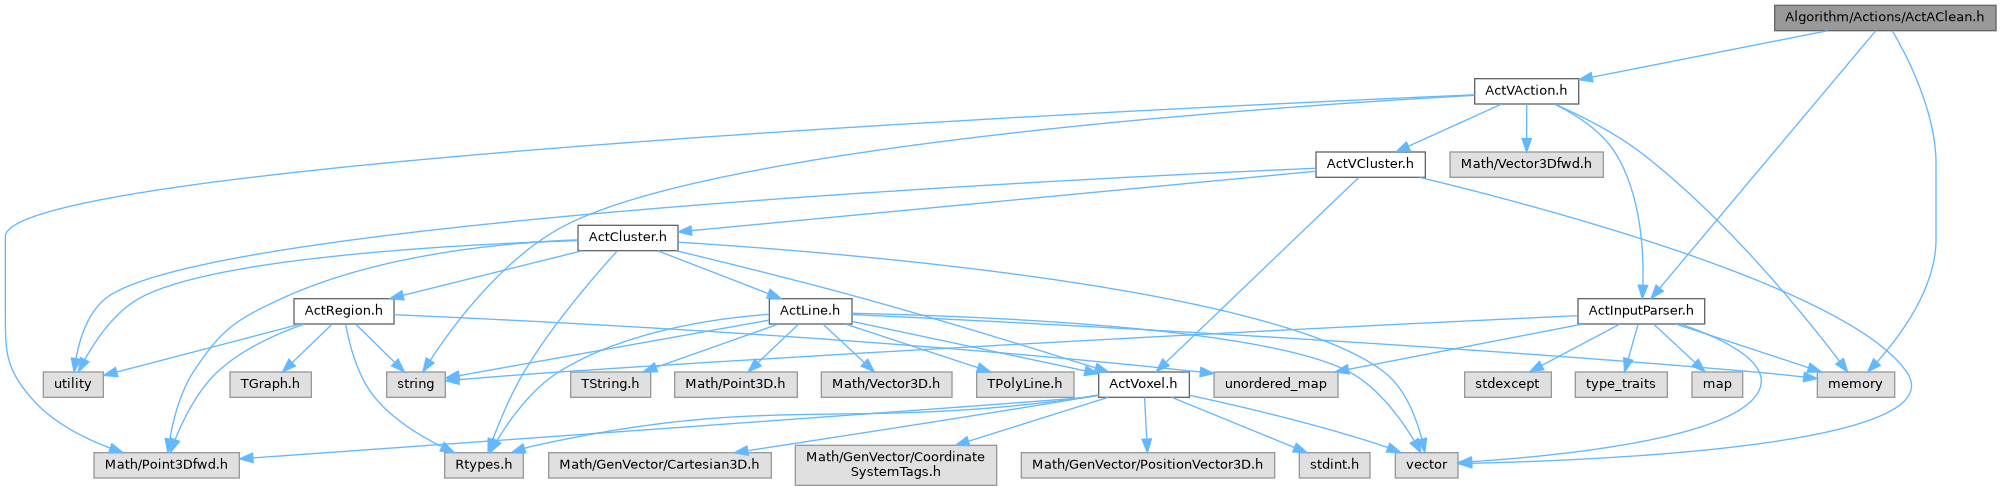 Algorithm/Actions/ActAClean.h
ActVAction.h
ActVCluster.h
Math/Vector3Dfwd.h
ActCluster.h
ActRegion.h
ActLine.h
ActInputParser.h
utility
TGraph.h
string
TString.h
Math/Point3D.h
Math/Vector3D.h
TPolyLine.h
ActVoxel.h
unordered_map
stdexcept
type_traits
map
memory
Math/Point3Dfwd.h
Rtypes.h
Math/GenVector/Cartesian3D.h
Math/GenVector/Coordinate
SystemTags.h
Math/GenVector/PositionVector3D.h
stdint.h
vector